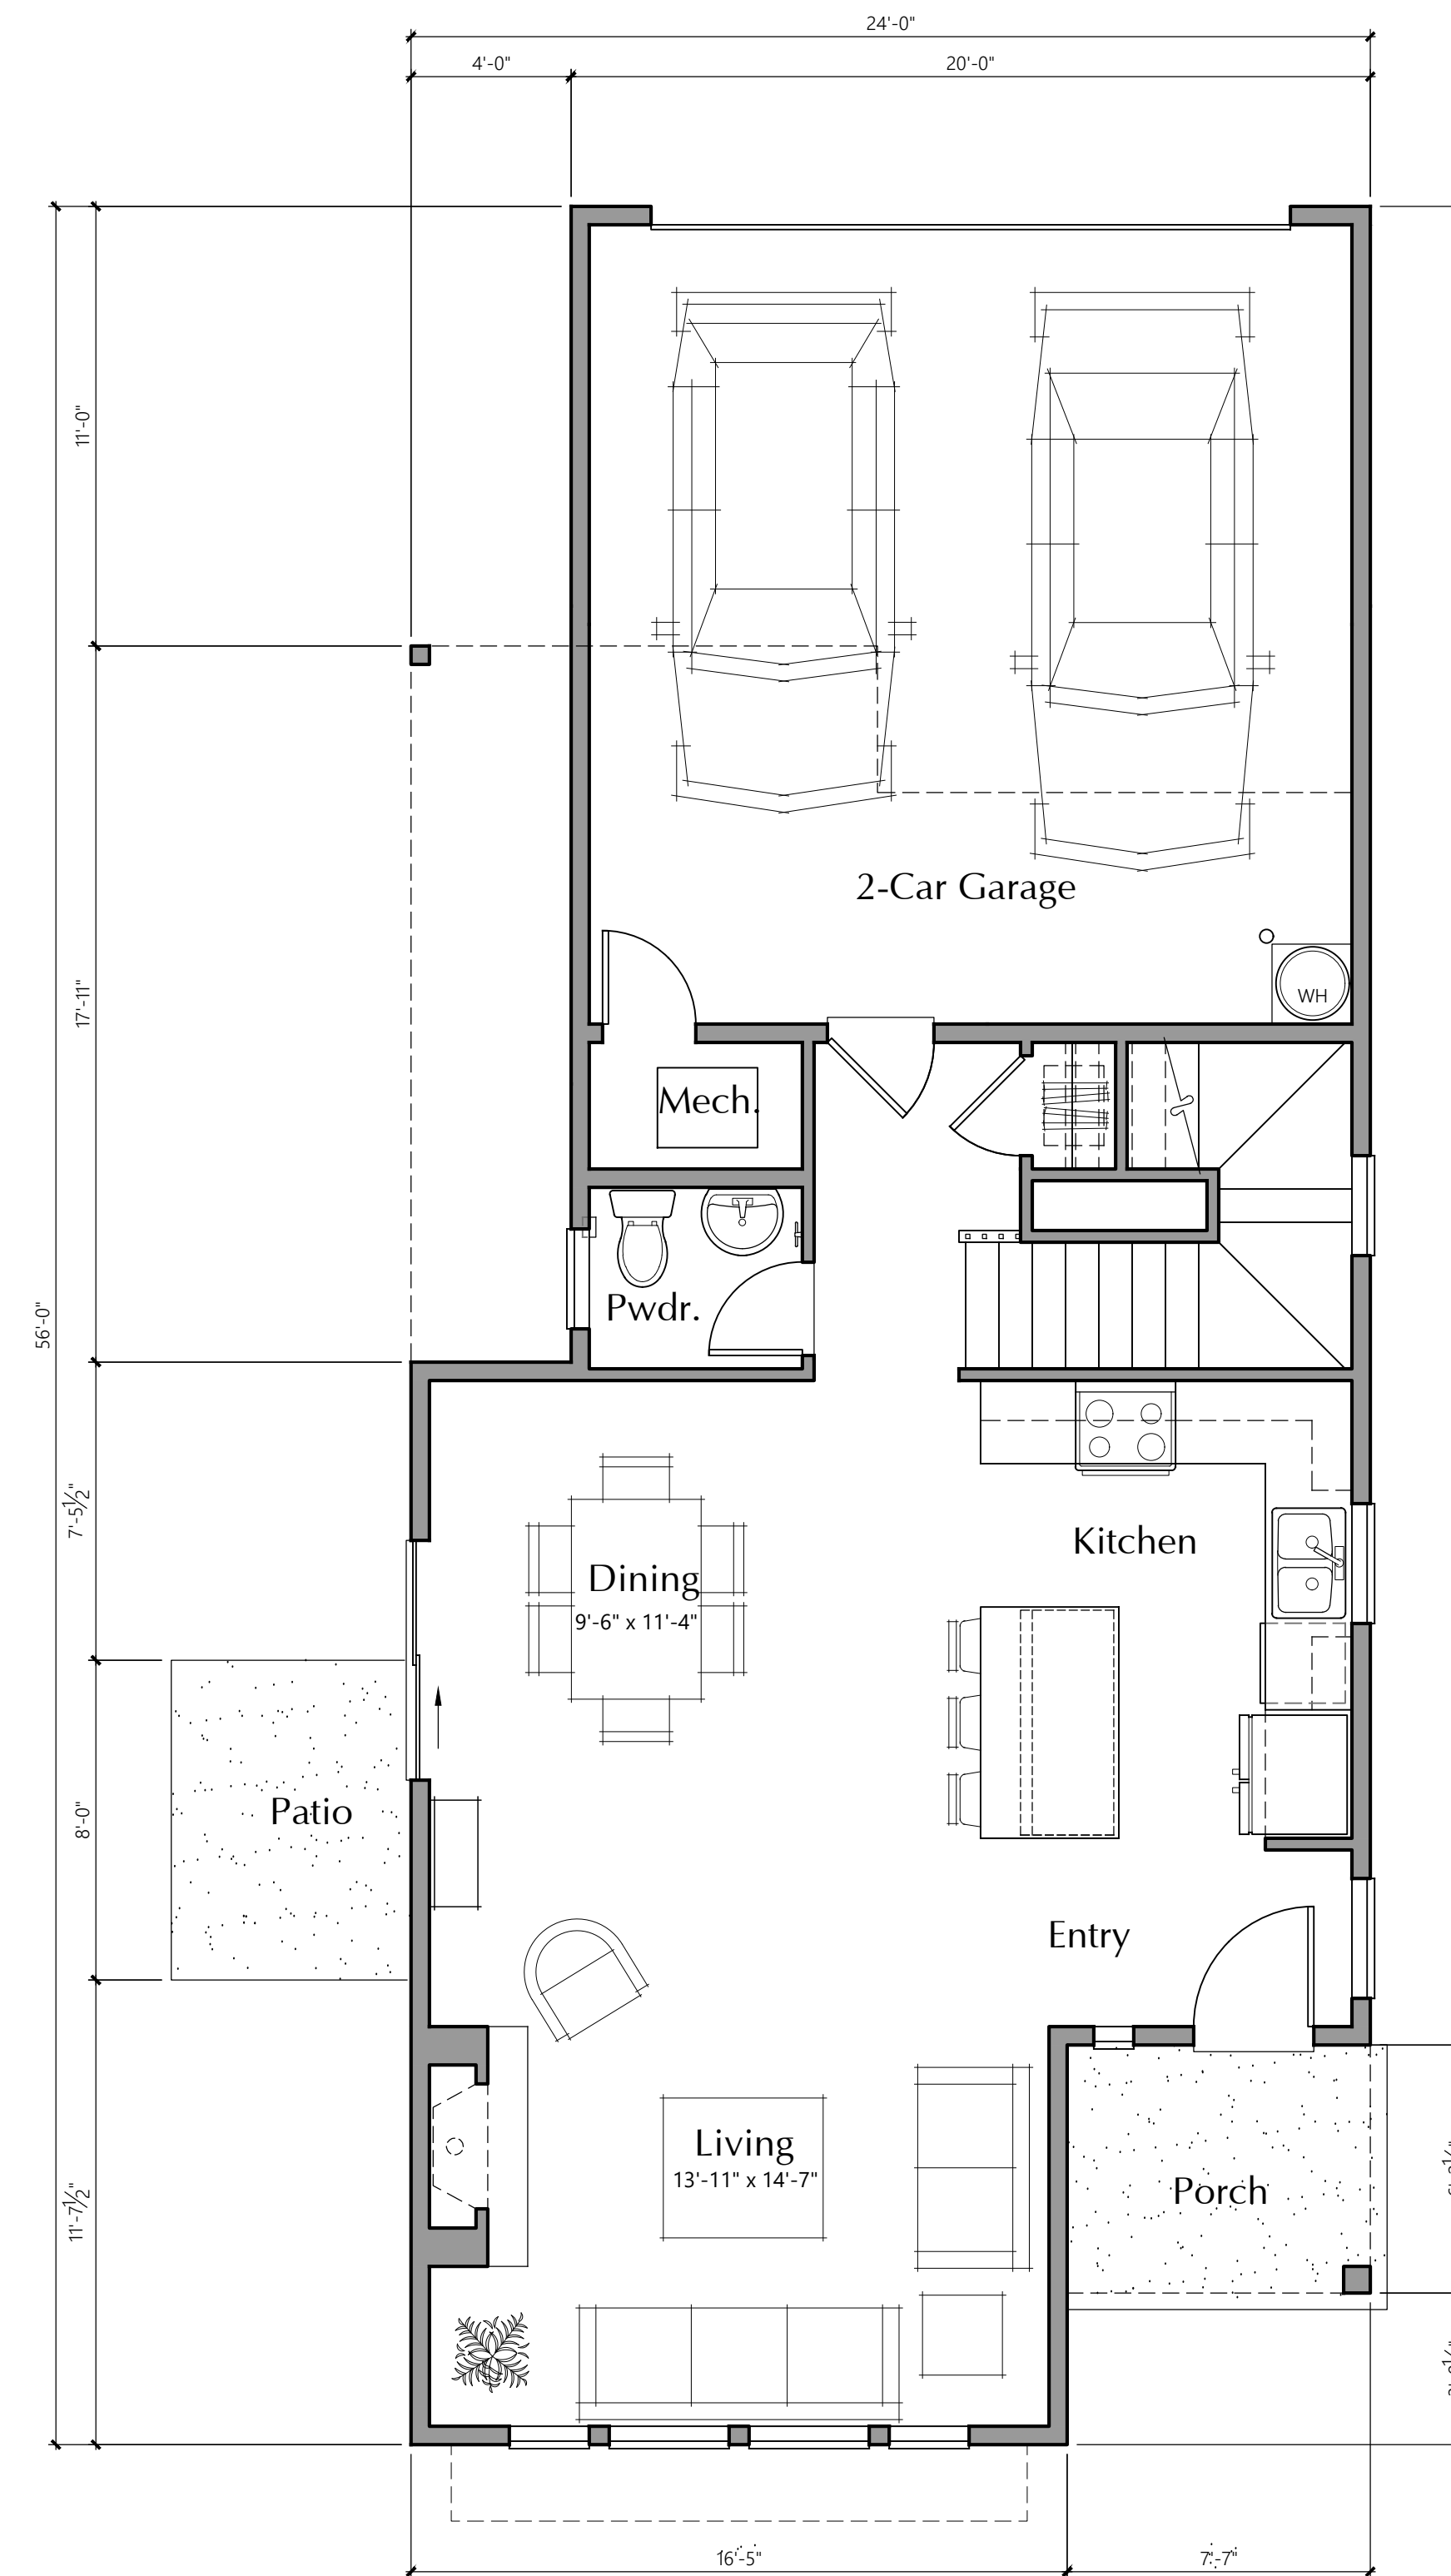 24'-0"
4'-0"
20'-0"
11'-0"
17'-11"
56'-0"
2-Car Garage
WH
Mech.
Pwdr.
7'-5½"
Kitchen
Dining
9'-6" x 11'-4"
Patio
8'-0"
Entry
Living
13'-11" x 14'-7"
Porch
11'-7½"
16'-5"
7'-7"